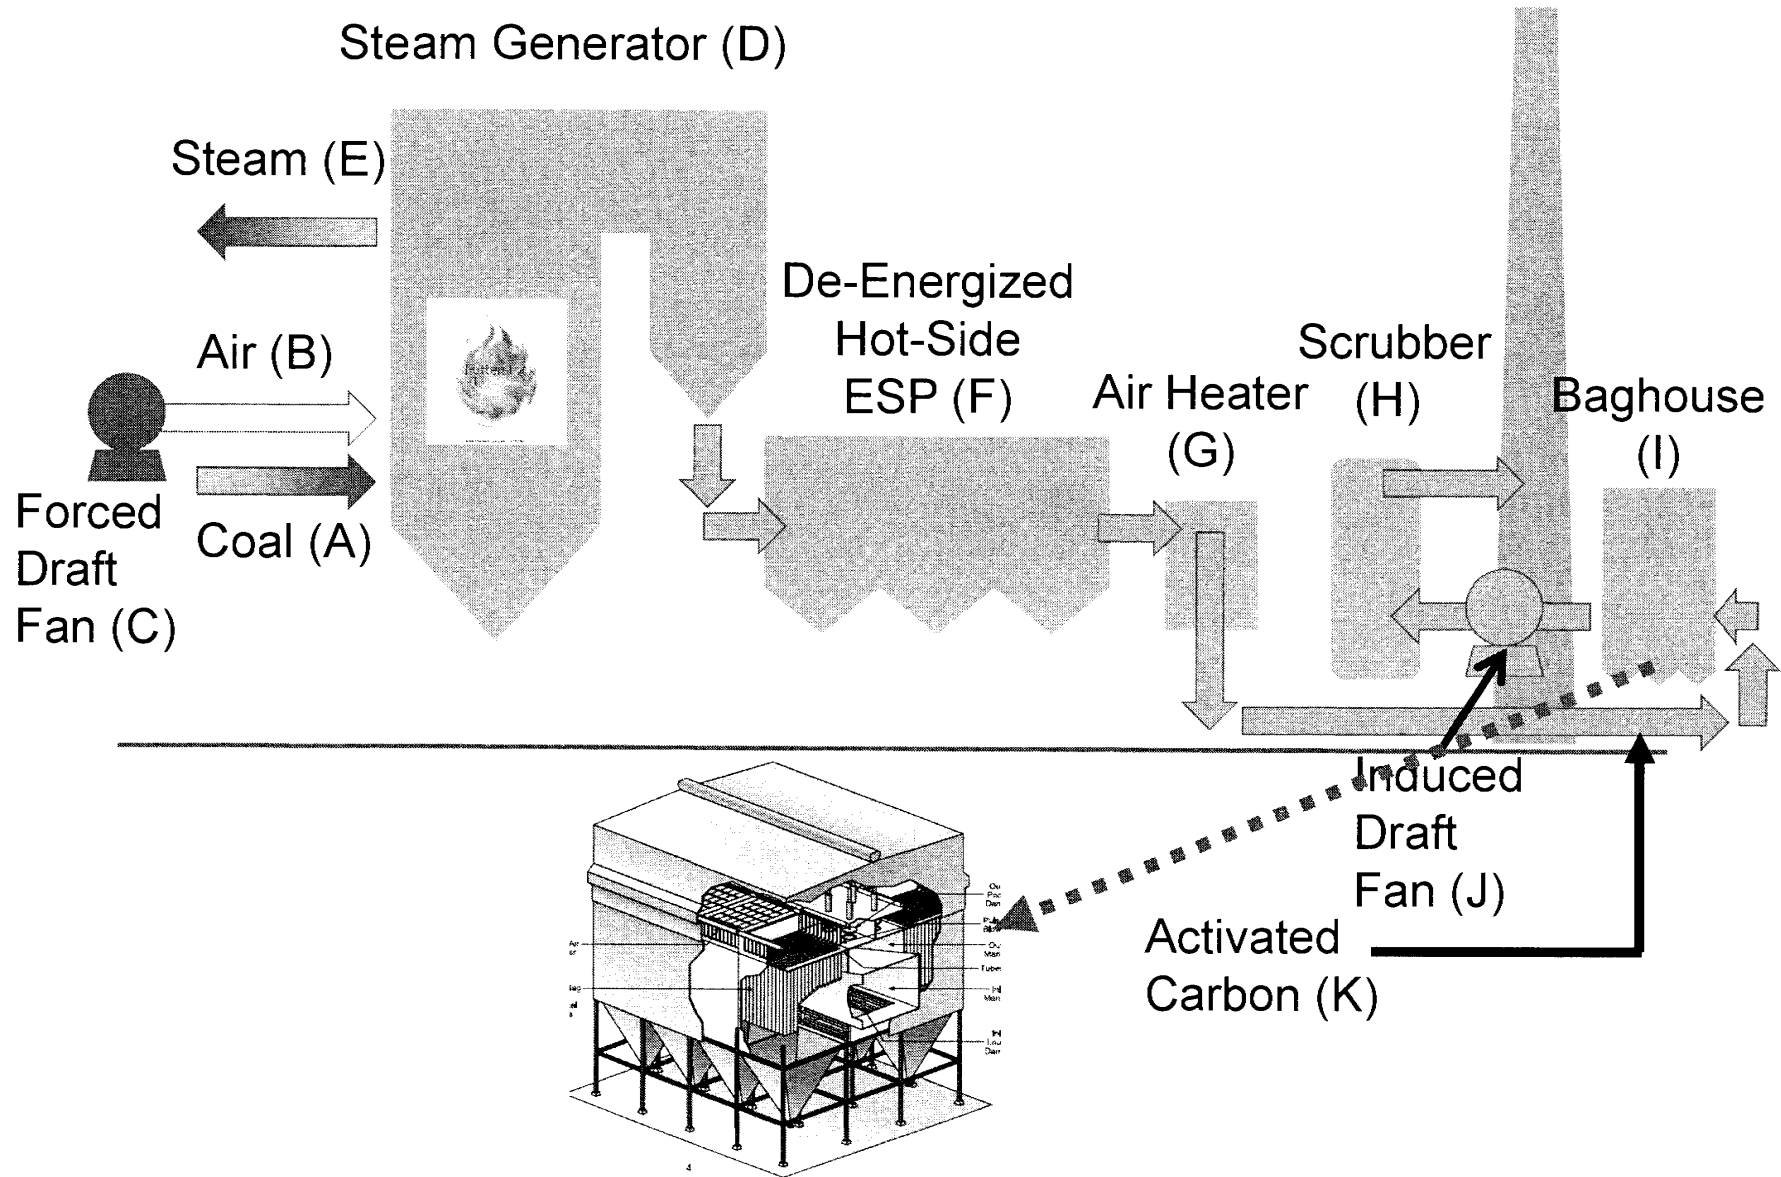 Steam Generator (D)
Steam (E)
De-Energized
Hot-Side
ESP (F)
Air (B)
Scrubber
(H)
Air Heater
(G)
Baghouse
(I)
Forced
Draft
Fan (C)
Coal (A)
Induced
Draft
Fan (J)
Activated
Carbon (K)
4